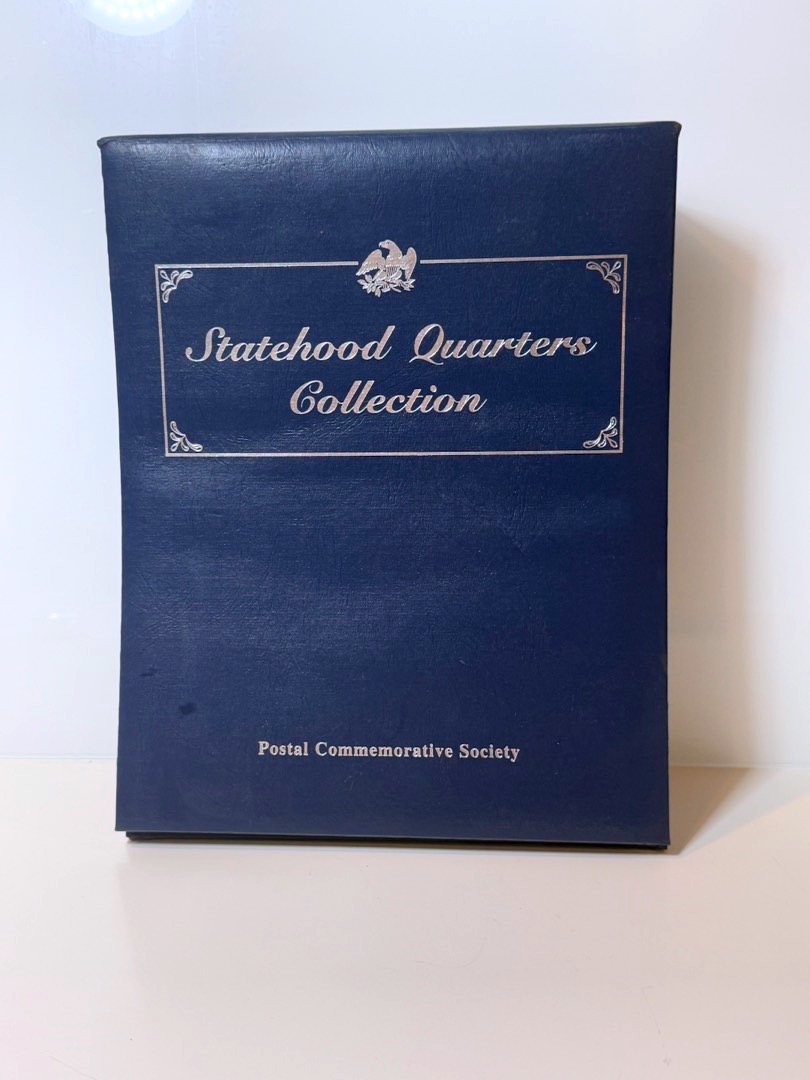 Statehood Quarters
Collection
Postal Commemorative Society